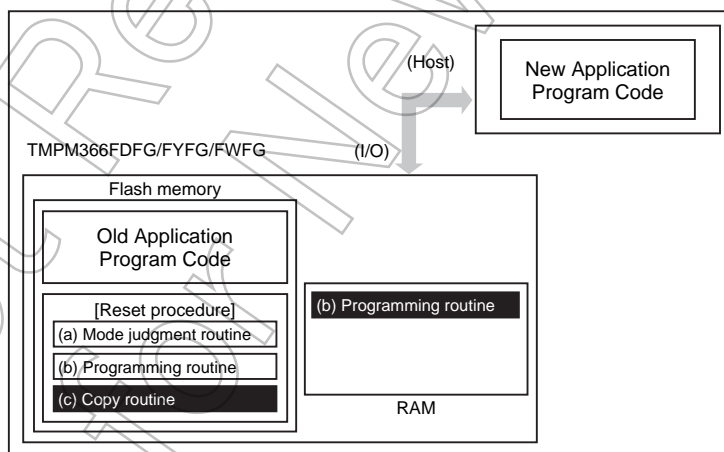 (Host)
New Application
Program Code
TMPM366FDFG/FYFG/FWFG
(I/O)
Flash memory
Old Application
Program Code
[Reset procedure]
(a) Mode judgment routine
(b) Programming routine
(c) Copy routine
(b) Programming routine
RAM